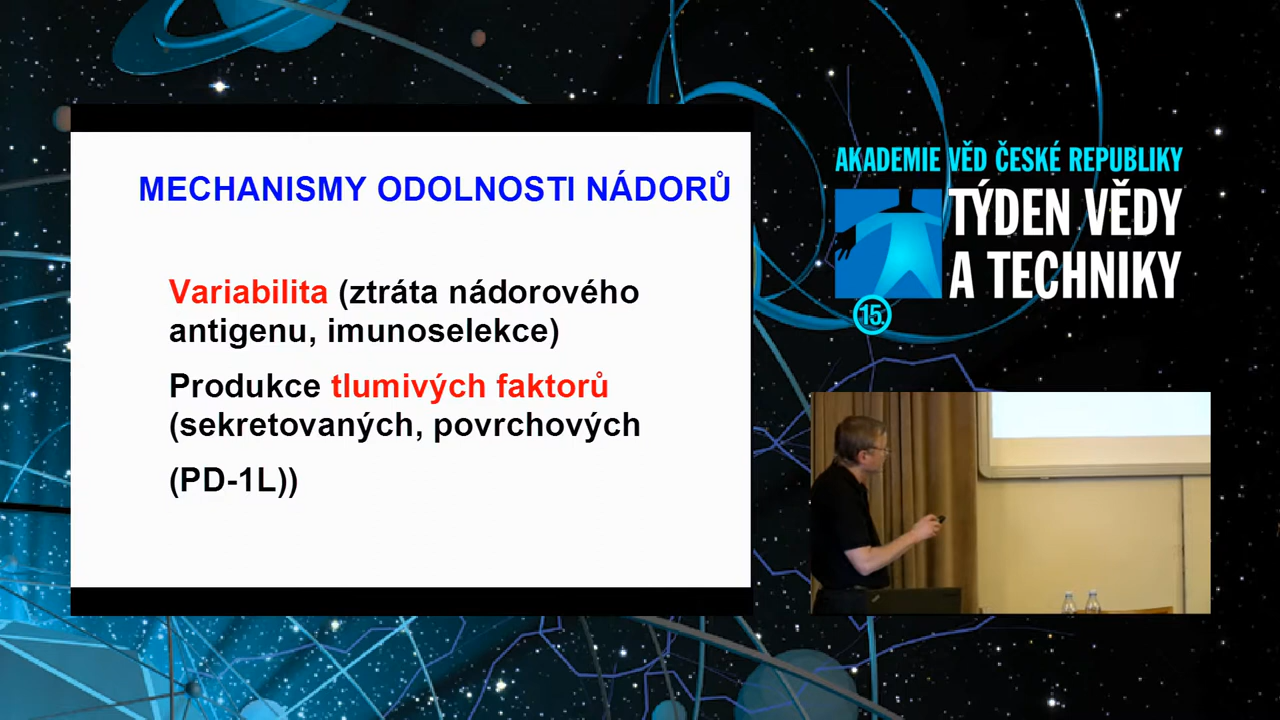 MECHANISMY ODOLNOSTI NÁDORŮ
Variabilita (ztráta nádorového
antigenu, imunoselekce)
Produkce tlumivých faktorů
(sekretovaných, povrchových
(PD-1L))
AKADEMIE VĚD ČESKÉ REPUBLIKY
TÝDEN VĚDY
A TECHNIKY
15.